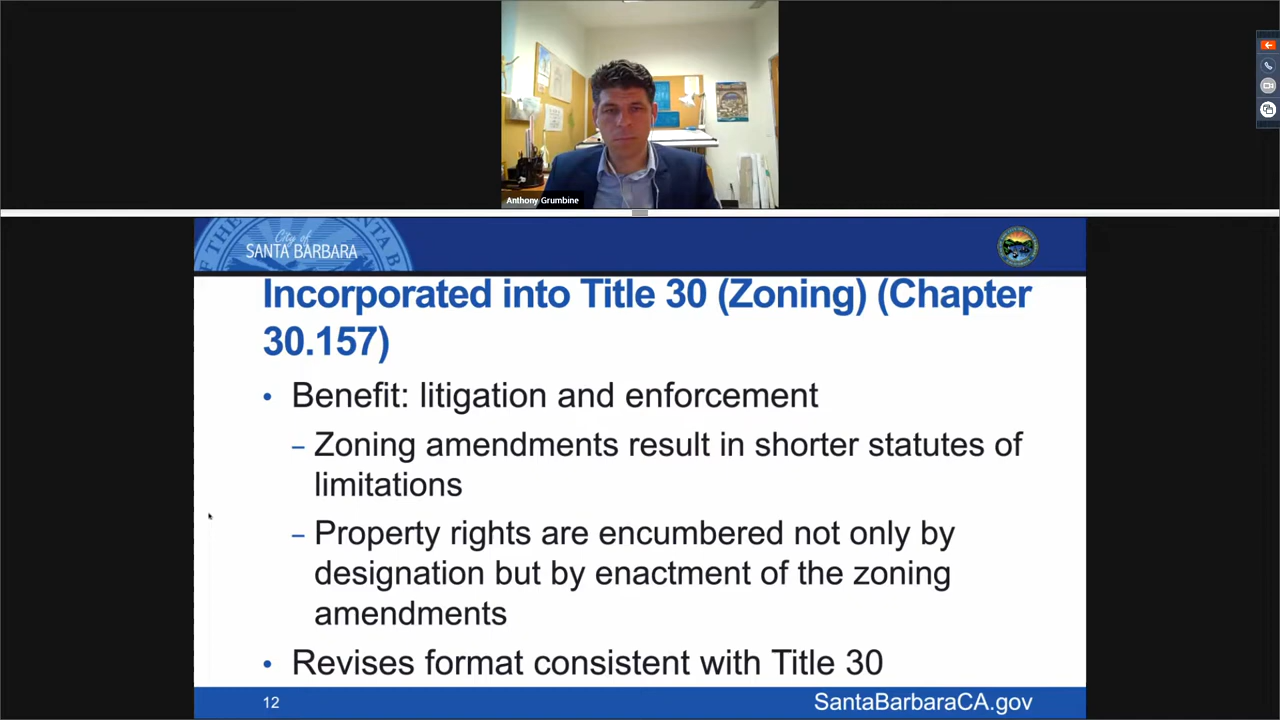 Anthony Grumbine
City of
SANTA BARBARA
Incorporated into Title 30 (Zoning) (Chapter
30.157)
• Benefit: litigation and enforcement
– Zoning amendments result in shorter statutes of
limitations
– Property rights are encumbered not only by
designation but by enactment of the zoning
amendments
• Revises format consistent with Title 30
12
SantaBarbaraCA.gov